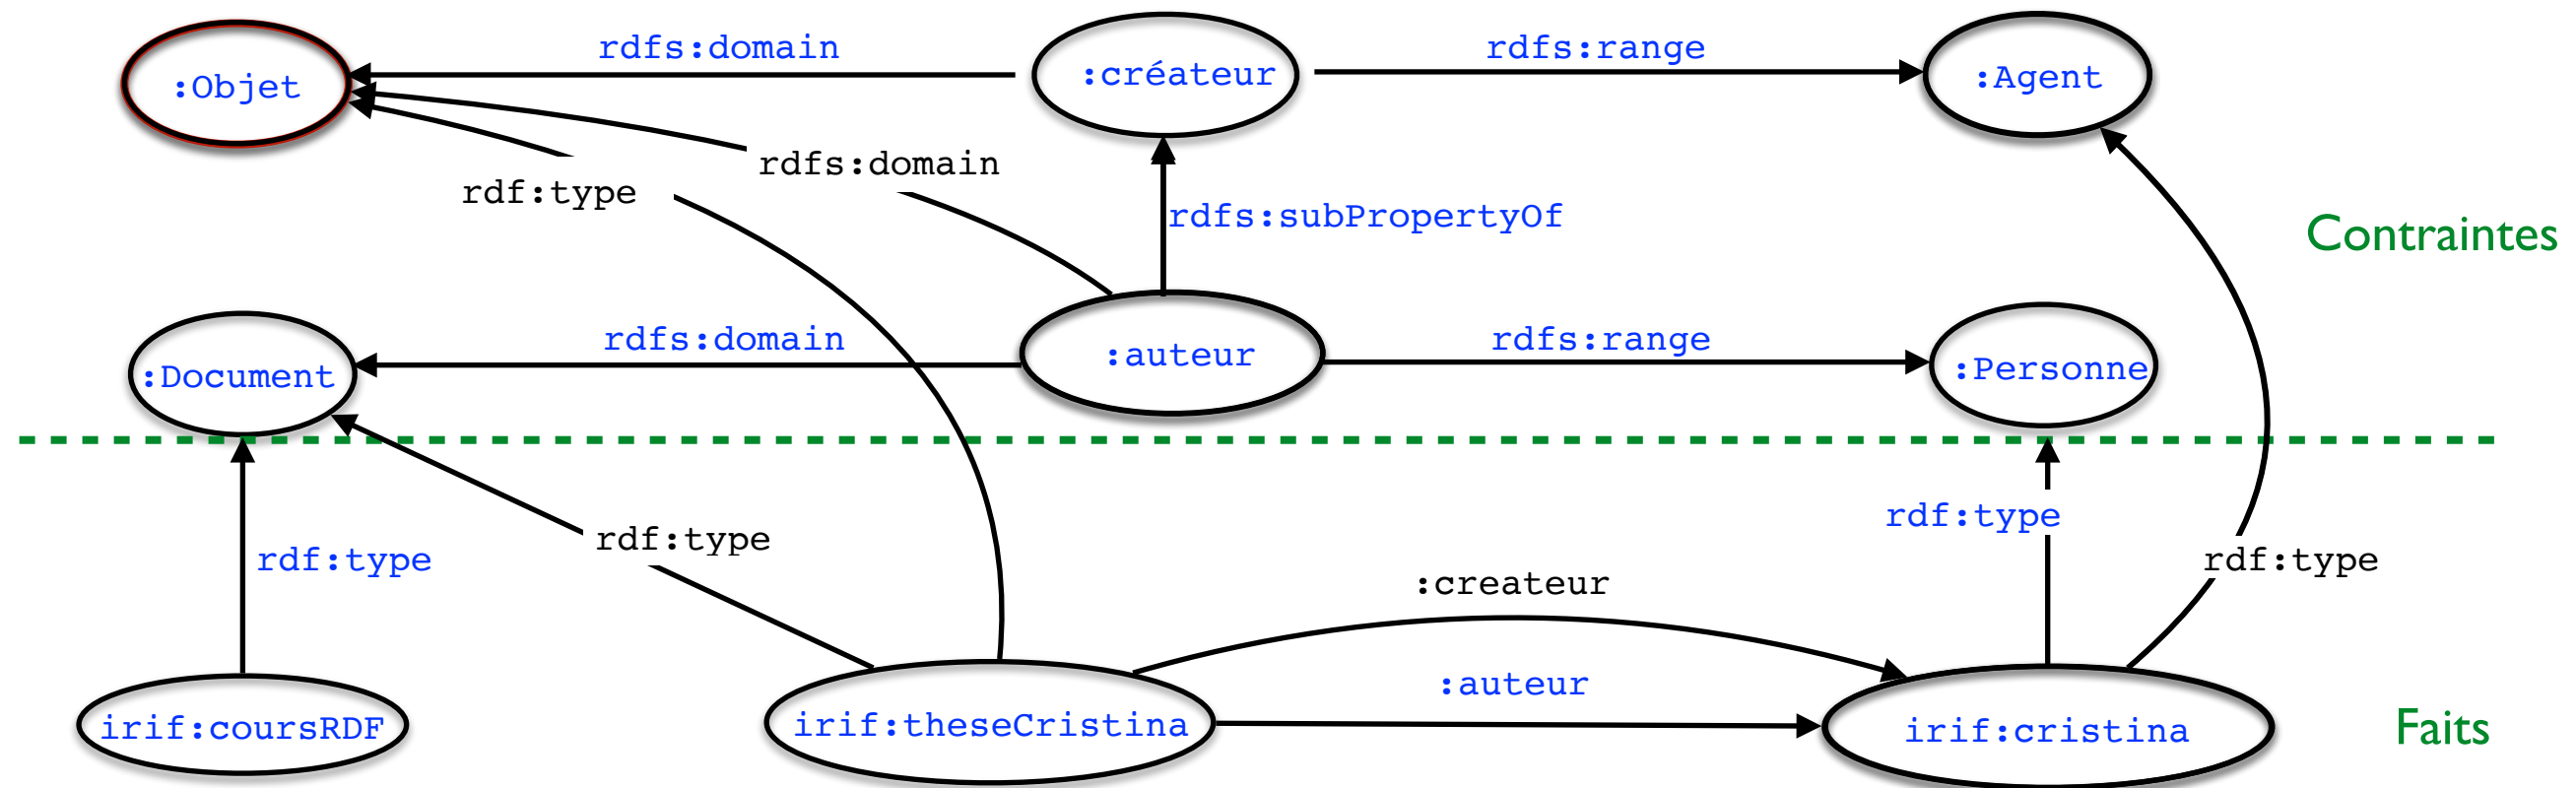 rdfs:domain
rdfs:range
:Objet
:créateur
:Agent
rdfs:domain
rdf:type
rdfs:subPropertyOf
Contraintes
rdfs:domain
rdfs:range
:Document
:auteur
:Personne
rdf:type
rdf:type
rdf:type
rdf:type
:createur
:auteur
irif:coursRDF
irif:theseCristina
irif:cristina
Faits